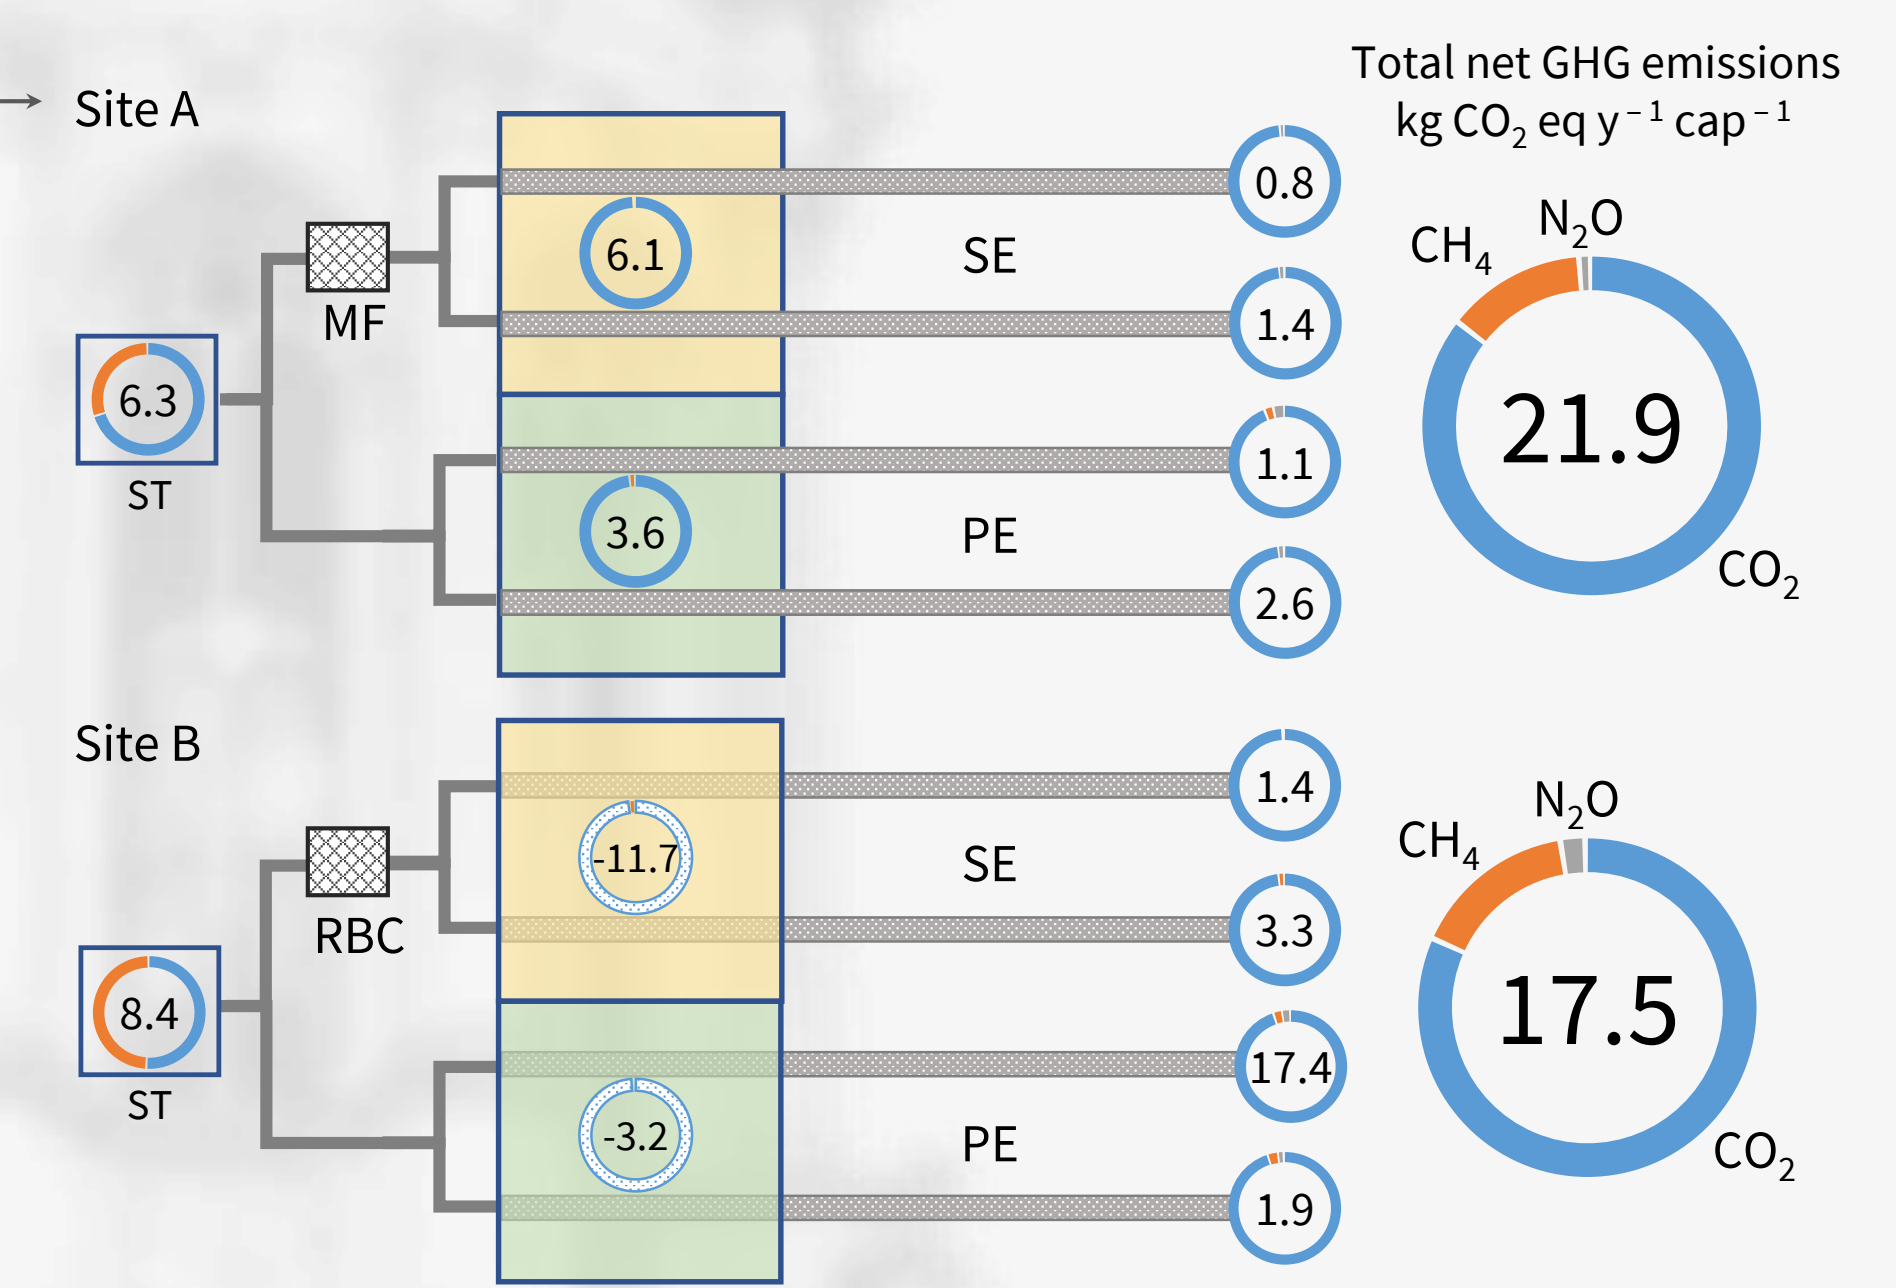 Total net GHG emissions
kg CO₂ eq y⁻¹ cap⁻¹
Site A
0.8
6.1
SE
MF
1.4
6.3
ST
1.1
3.6
PE
2.6
CH₄
N₂O
21.9
CO₂
Site B
1.4
-11.7
SE
RBC
3.3
8.4
ST
17.4
-3.2
PE
1.9
CH₄
N₂O
17.5
CO₂